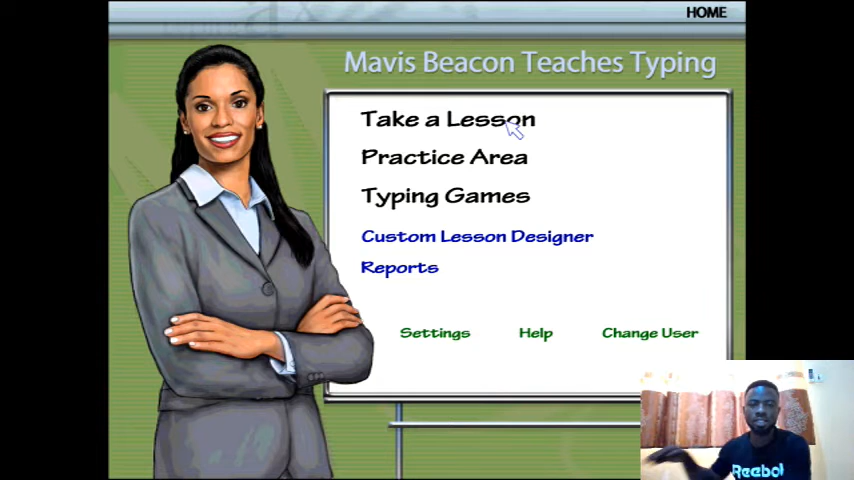 HOME
Mavis Beacon Teaches Typing
Take a Lesson
Practice Area
Typing Games
Custom Lesson Designer
Reports
Settings Help Change User
Reebok